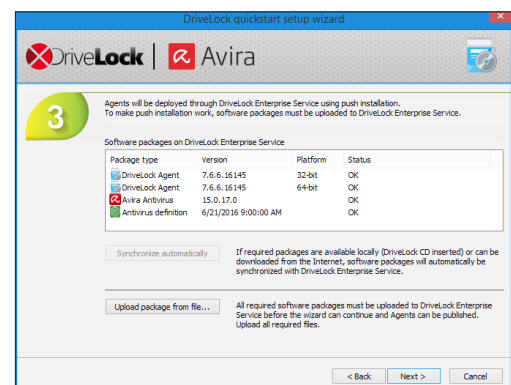 DriveLock quickstart setup wizard
DriveLock | Avira
3
Agents will be deployed through DriveLock Enterprise Service using push installation.
To make push installation work, software packages must be uploaded to DriveLock Enterprise Service.
Software packages on DriveLock Enterprise Service
Package type Version Platform Status
DriveLock Agent 7.6.6.16145 32-bit OK
DriveLock Agent 7.6.6.16145 64-bit OK
Avira Antivirus 15.0.17.0 OK
Antivirus definition 6/21/2016 9:00:00 AM OK
Synchronize automatically
If required packages are available locally (DriveLock CD inserted) or can be
downloaded from the Internet, software packages will automatically be
synchronized with DriveLock Enterprise Service.
Upload package from file...
All required software packages must be uploaded to DriveLock Enterprise
Service before the wizard can continue and Agents can be published.
Upload all required files.
< Back Next > Cancel